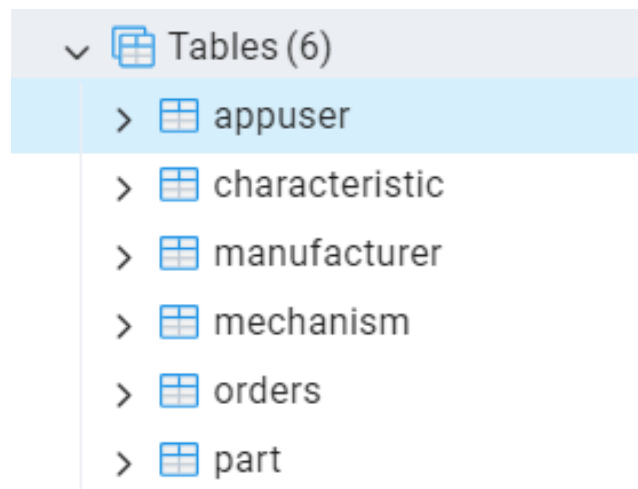 Tables (6)
appuser
characteristic
manufacturer
mechanism
orders
part